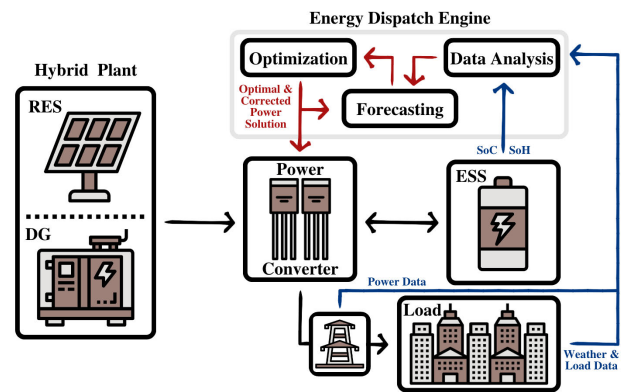 Energy Dispatch Engine
Optimization
Data Analysis
Forecasting
Optimal &
Corrected
Power
Solution
Hybrid Plant
RES
DG
Power
Converter
SoC
SoH
ESS
Power Data
Load
Weather &
Load Data